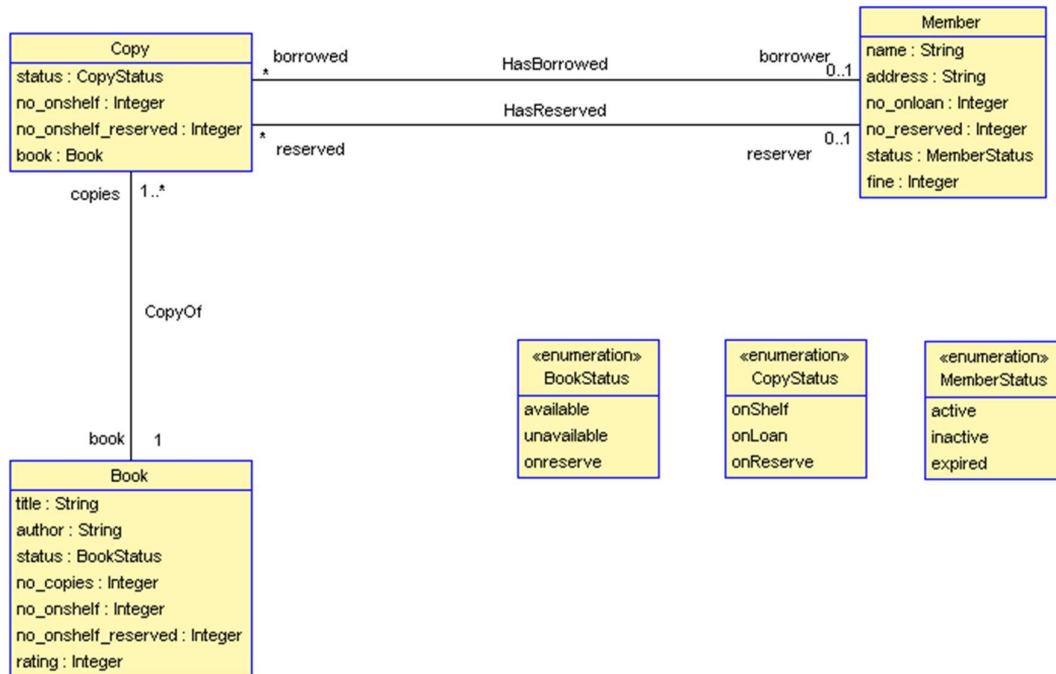 Copy
status : CopyStatus
no_onshelf : Integer
no_onshelf_reserved : Integer
book : Book
borrowed
*
HasBorrowed
borrower
0..1
HasReserved
*
reserved
0..1
reserver
Member
name : String
address : String
no_onloan : Integer
no_reserved : Integer
status : MemberStatus
fine : Integer
copies
1..*
CopyOf
book
1
«enumeration»
BookStatus
available
unavailable
onreserve
«enumeration»
CopyStatus
onShelf
onLoan
onReserve
«enumeration»
MemberStatus
active
inactive
expired
Book
title : String
author : String
status : BookStatus
no_copies : Integer
no_onshelf : Integer
no_onshelf_reserved : Integer
rating : Integer